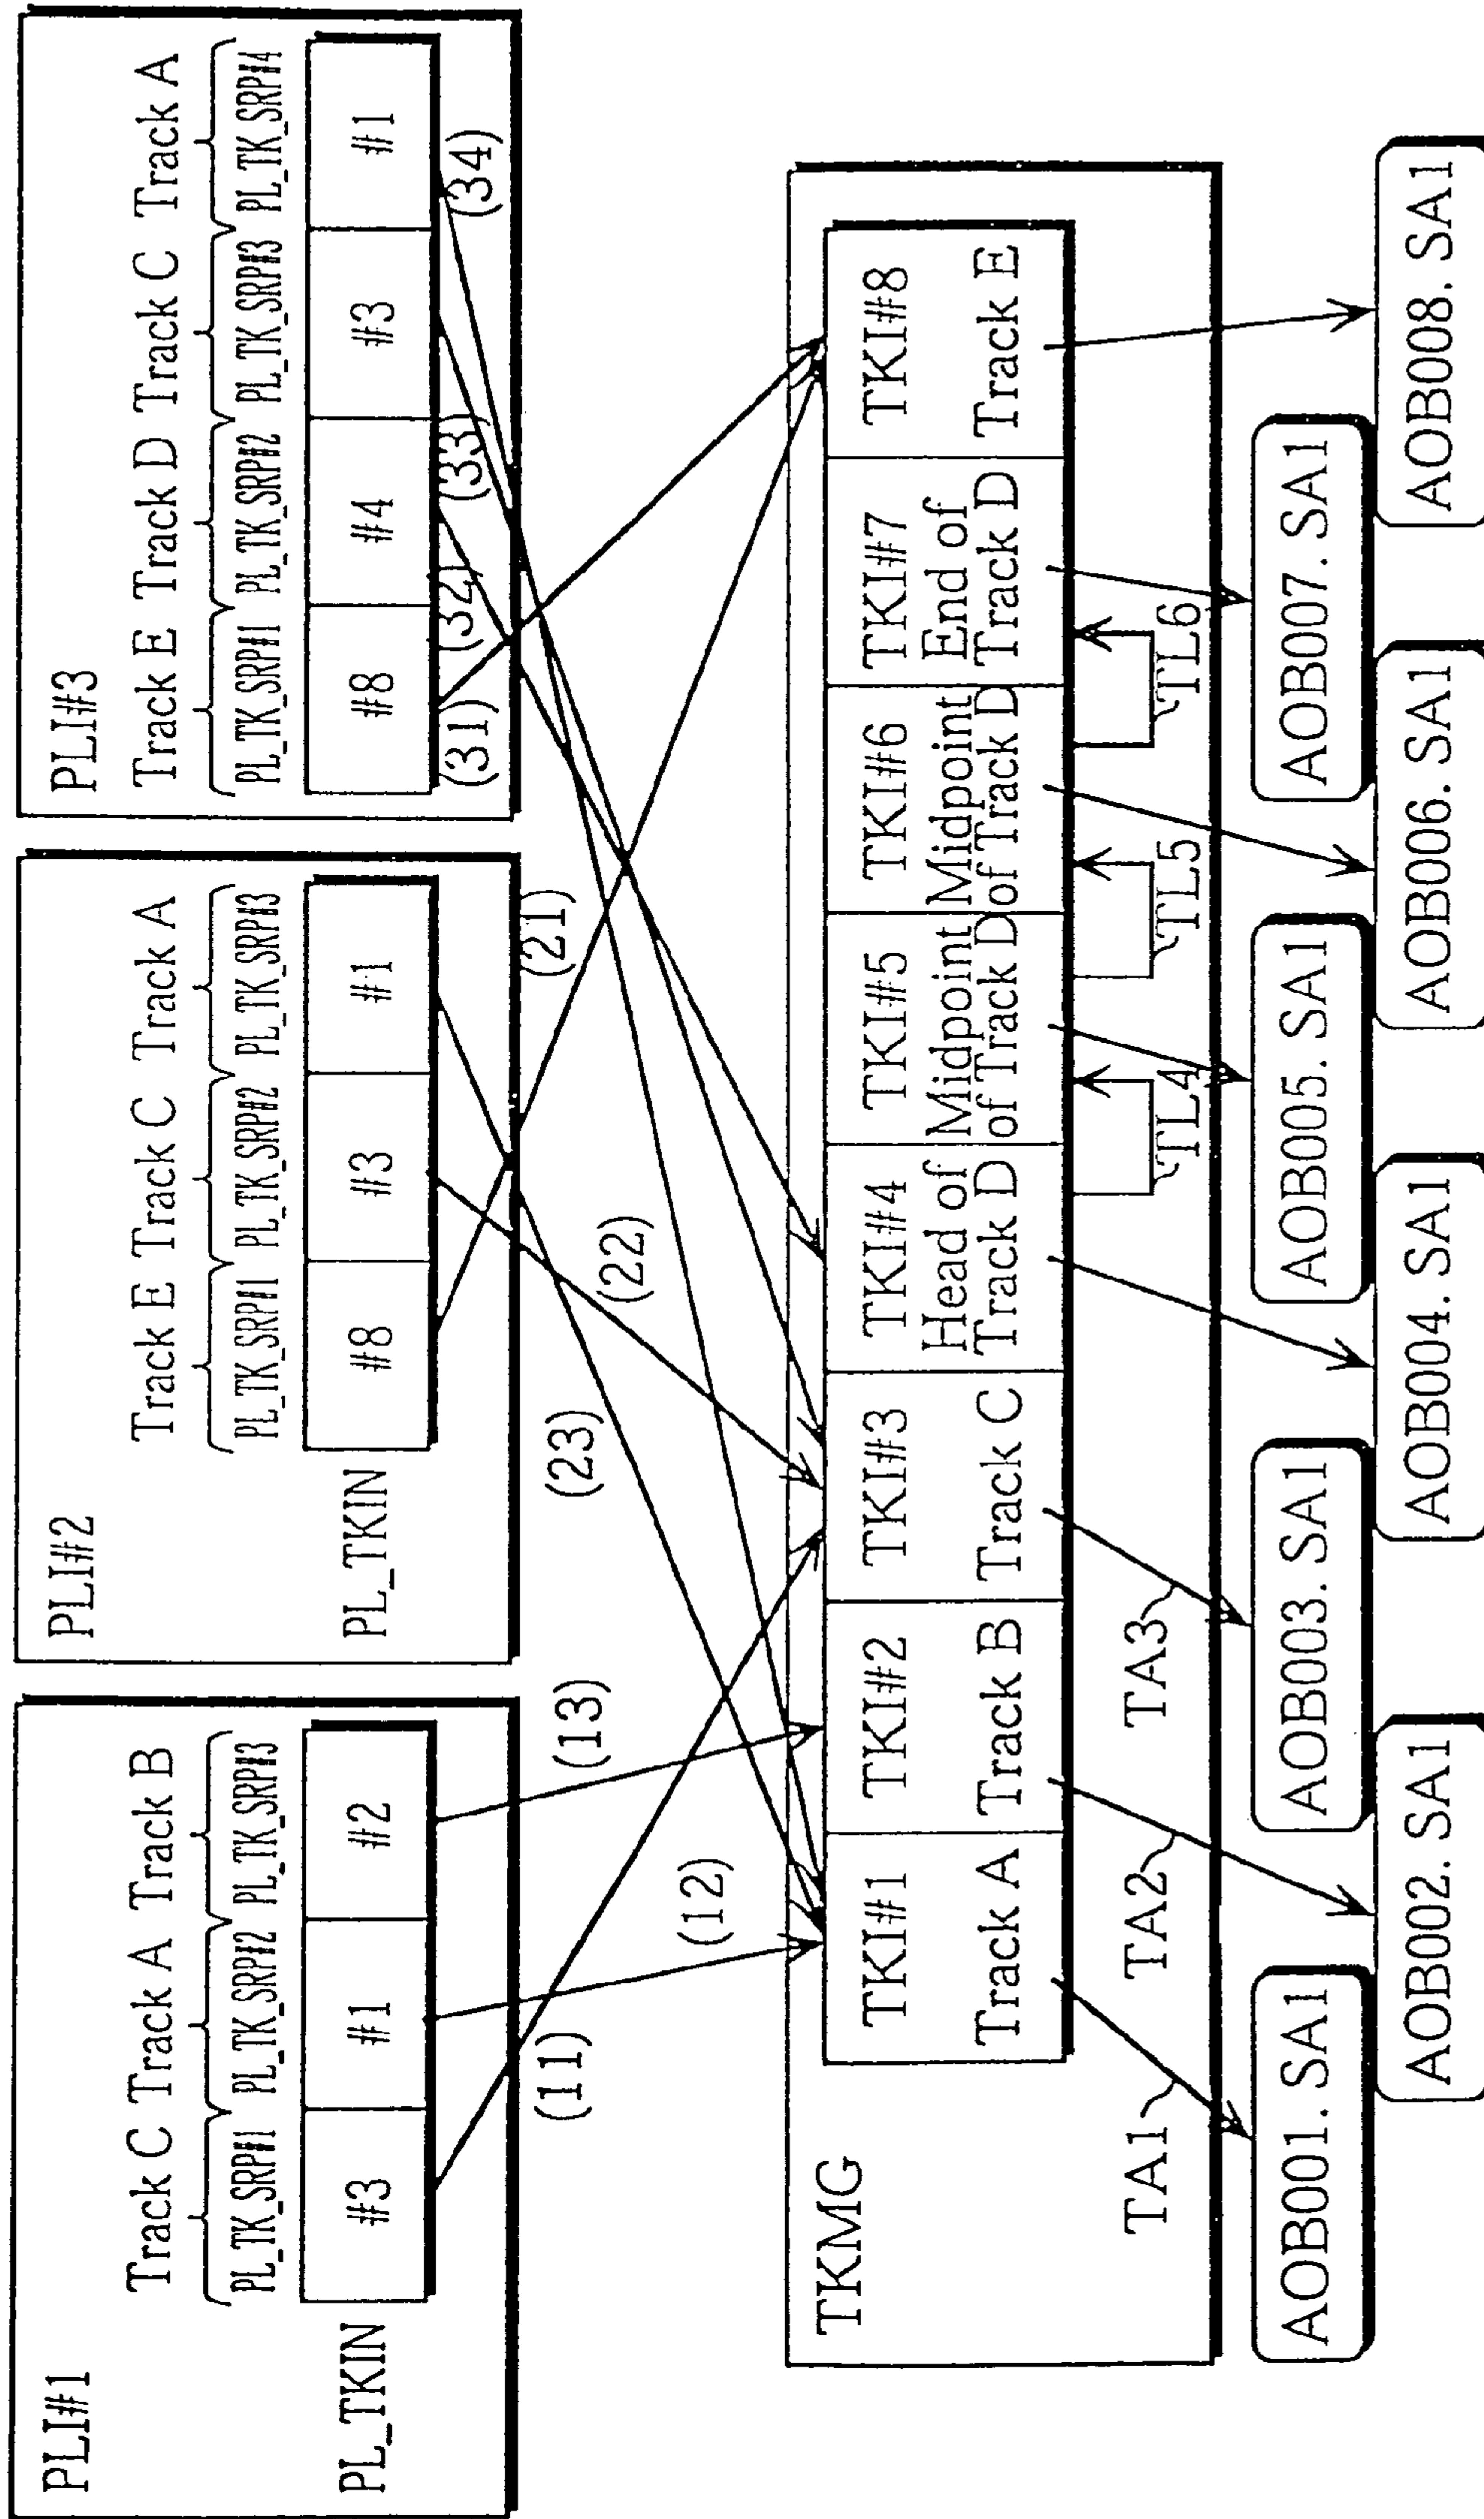 PLI#1
Track C Track A Track B
PL_TK_SRP#1 PL_TK_SRP#2 PL_TK_SRP#3
PL_TKIN #3 #1 #2
PLI#2
Track E Track C Track A
PL_TK_SRP#1 PL_TK_SRP#2 PL_TK_SRP#3
PL_TKIN #8 #3 #1
PLI#3
Track E Track D Track C Track A
PL_TK_SRP#1 PL_TK_SRP#2 PL_TK_SRP#3 PL_TK_SRP#4
#8 #4 #3 #1
(31) (32) (33) (34)
(11) (12) (13)
(23) (22) (21)
TKMG
TKI#1 TKI#2 TKI#3 TKI#4 TKI#5 TKI#6 TKI#7 TKI#8
Track A Track B Track C
Head of
Track D
Midpoint
of Track D
Midpoint
of Track D
End of
Track D
Track E
TA1 TA2 TA3 TL4 TL5 TL6
AOB001. SA1 AOB003. SA1 AOB005. SA1 AOB007. SA1
AOB002. SA1 AOB004. SA1 AOB006. SA1 AOB008. SA1